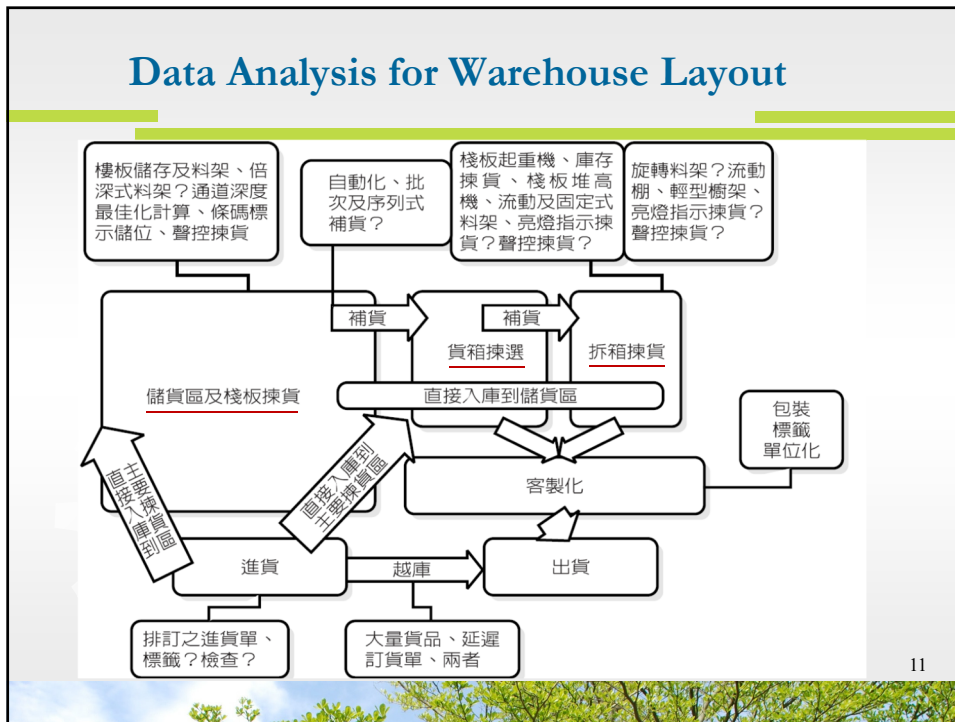 Data Analysis for Warehouse Layout
樓板儲存及料架、倍
深式料架？通道深度
最佳化計算、條碼標
示儲位、聲控揀貨
自動化、批
次及序列式
補貨？
棧板起重機、庫存
揀貨、棧板堆高
機、流動及固定式
料架、亮燈指示揀
貨？聲控揀貨？
旋轉料架？流動
棚、輕型櫥架、
亮燈指示揀貨？
聲控揀貨？
補貨
補貨
貨箱揀選
拆箱揀貨
儲貨區及棧板揀貨
直接入庫到儲貨區
包裝
標籤
單位化
直接入庫到
主要揀貨區
直接入庫到
主要揀貨區
客製化
進貨
越庫
出貨
排訂之進貨單、
標籤？檢查？
大量貨品、延遲
訂貨單、兩者
11